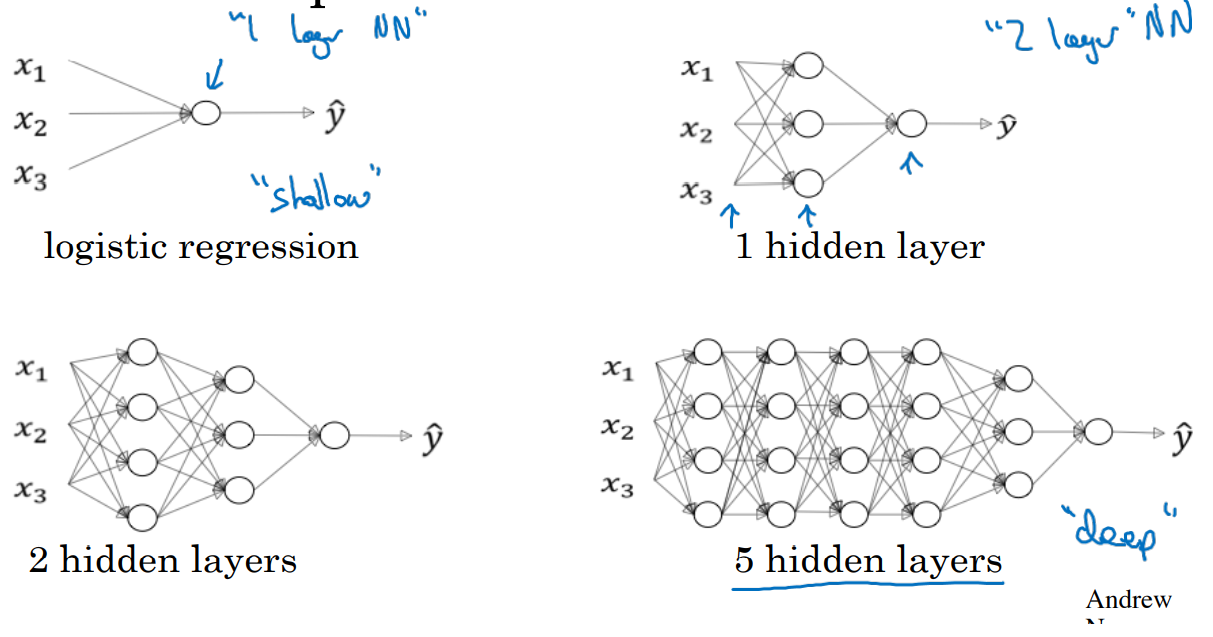 "1 layer NN"
x₁
x₂
x₃
ŷ
"shallow"
logistic regression
"2 layer" NN
x₁
x₂
x₃
ŷ
1 hidden layer
x₁
x₂
x₃
ŷ
2 hidden layers
x₁
x₂
x₃
ŷ
"deep"
5 hidden layers
Andrew